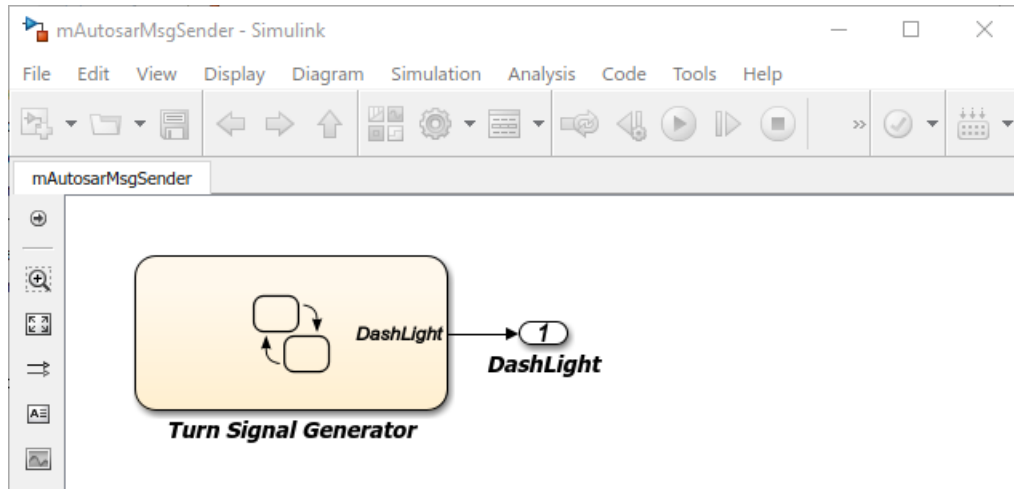 mAutosarMsgSender - Simulink
File Edit View Display Diagram Simulation Analysis Code Tools Help
mAutosarMsgSender
DashLight
1
DashLight
Turn Signal Generator